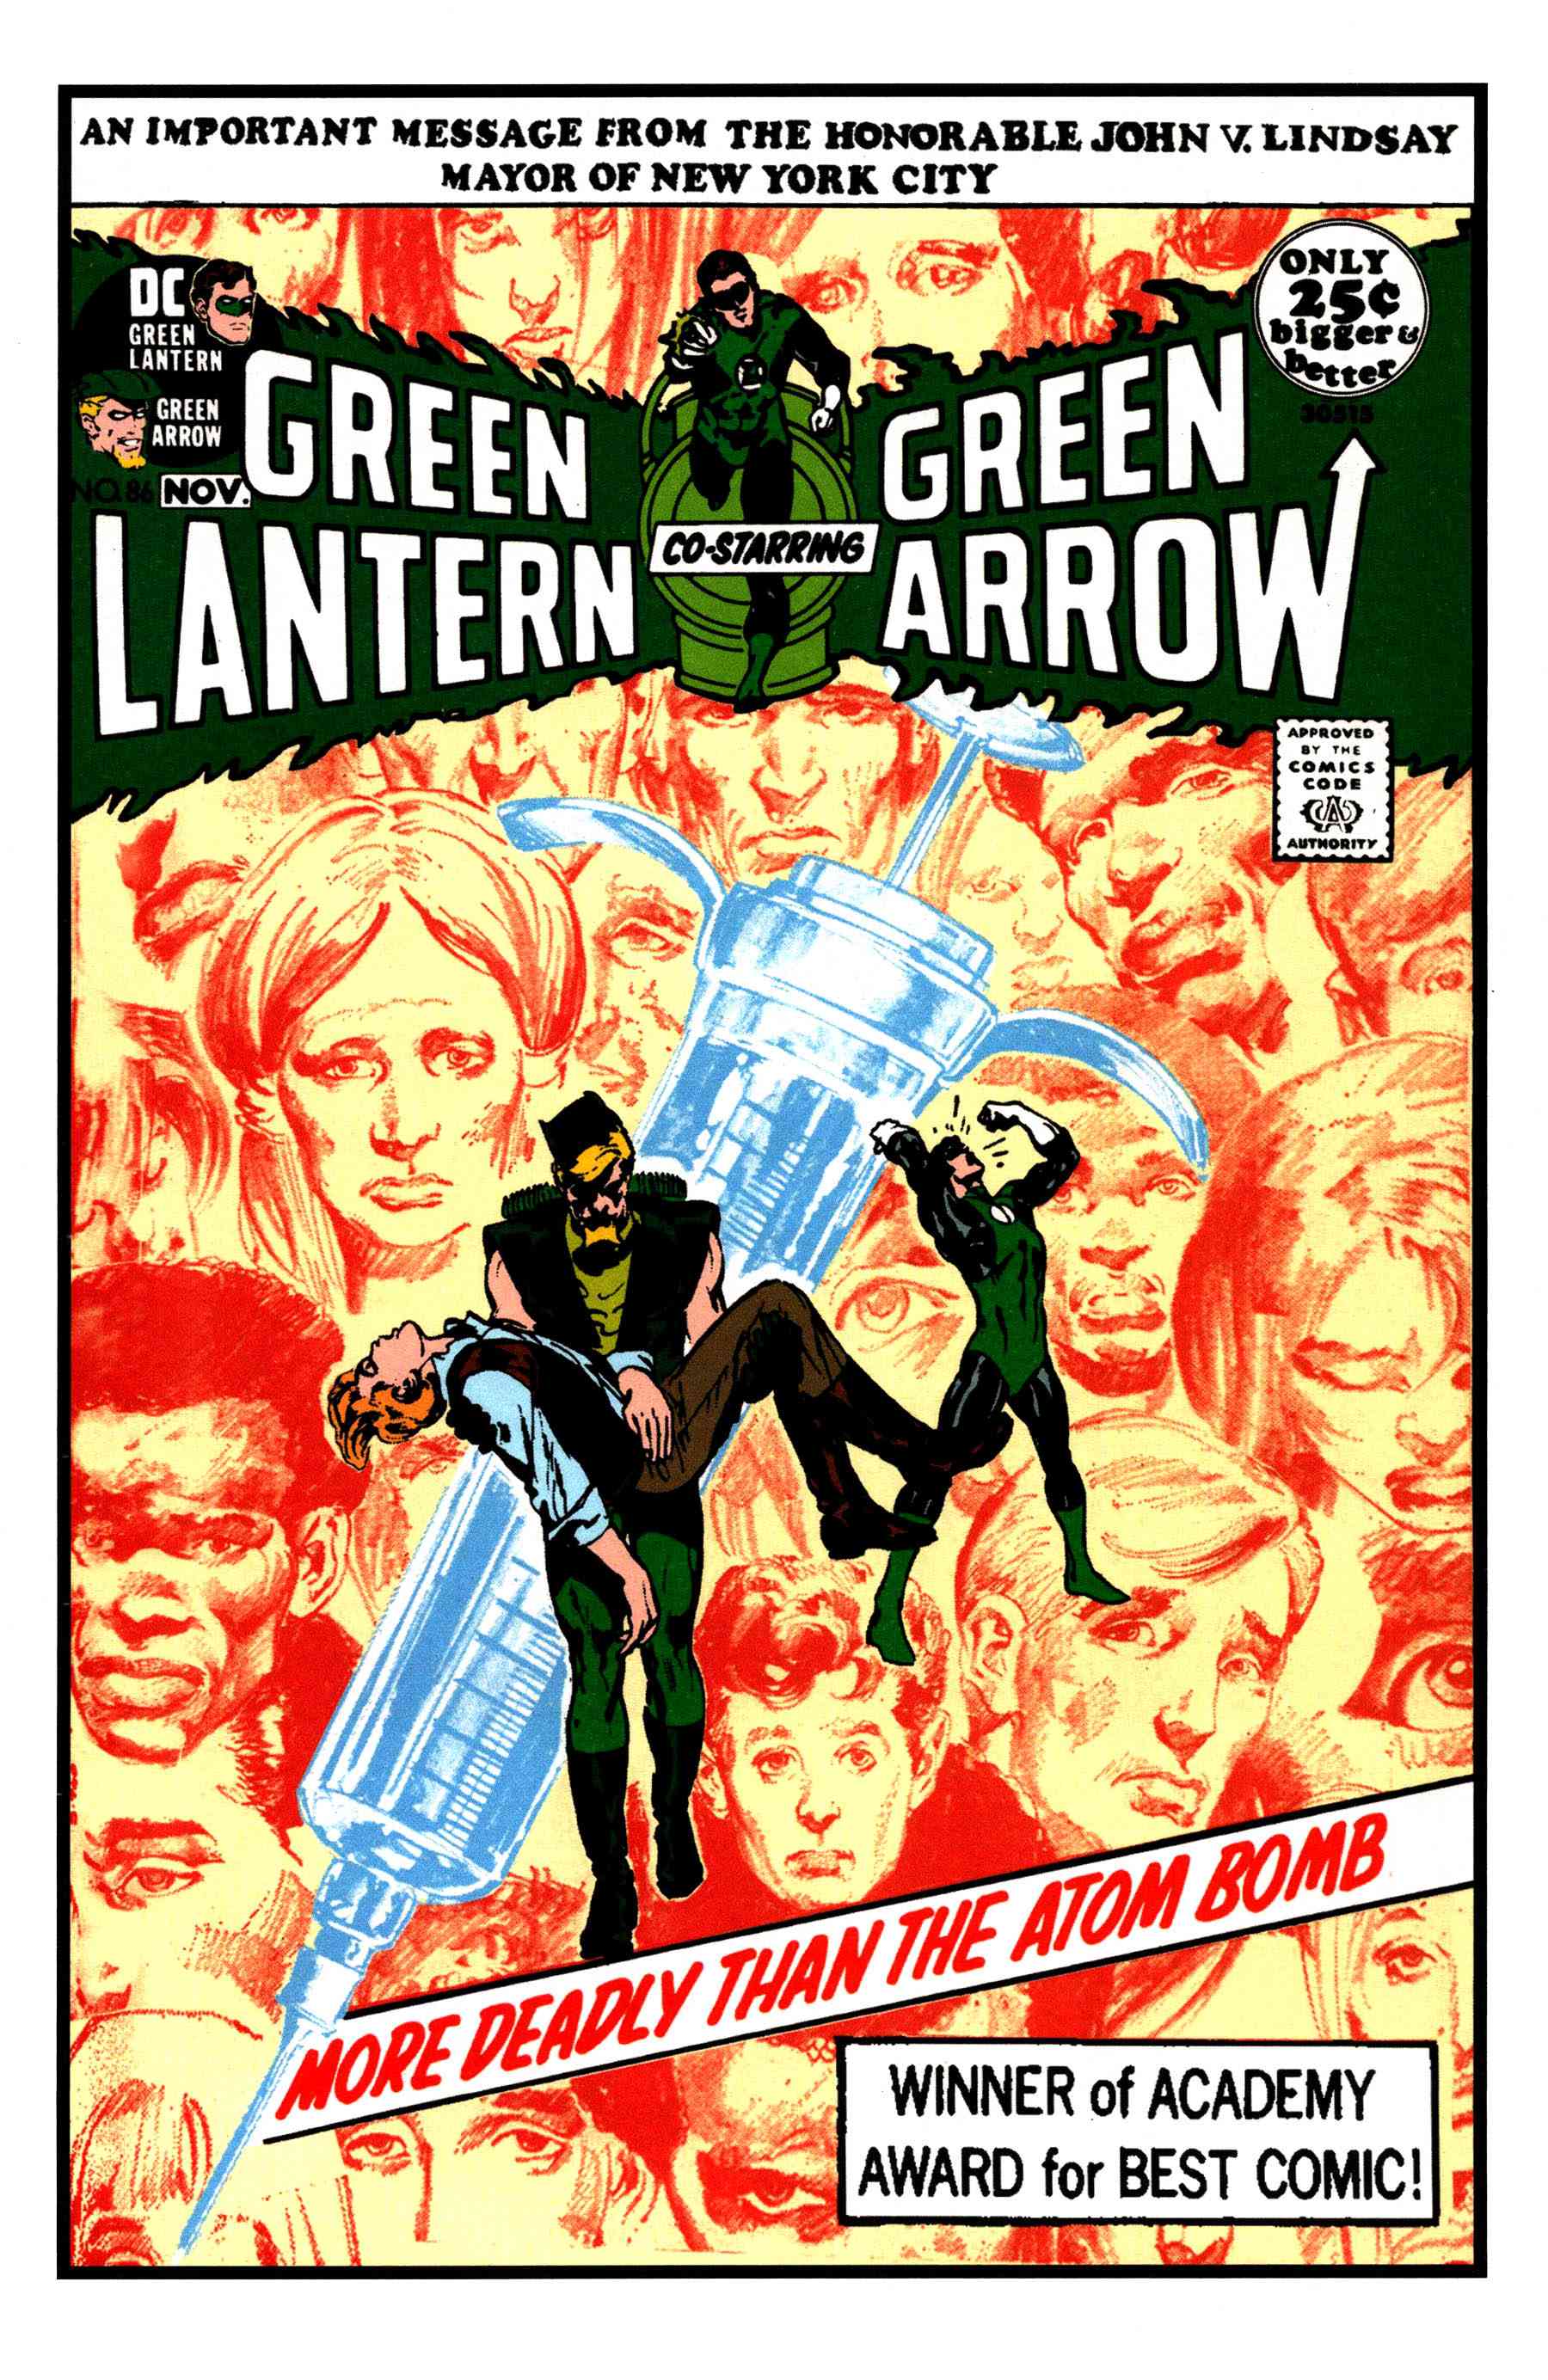 AN IMPORTANT MESSAGE FROM THE HONORABLE JOHN V. LINDSAY
MAYOR OF NEW YORK CITY
DC
GREEN
LANTERN
GREEN
ARROW
NO. 86 NOV.
GREEN
LANTERN
CO-STARRING
GREEN
ARROW
ONLY
25¢
bigger &
better
30515
APPROVED
BY THE
COMICS
CODE
CA
AUTHORITY
MORE DEADLY THAN THE ATOM BOMB
WINNER of ACADEMY
AWARD for BEST COMIC!